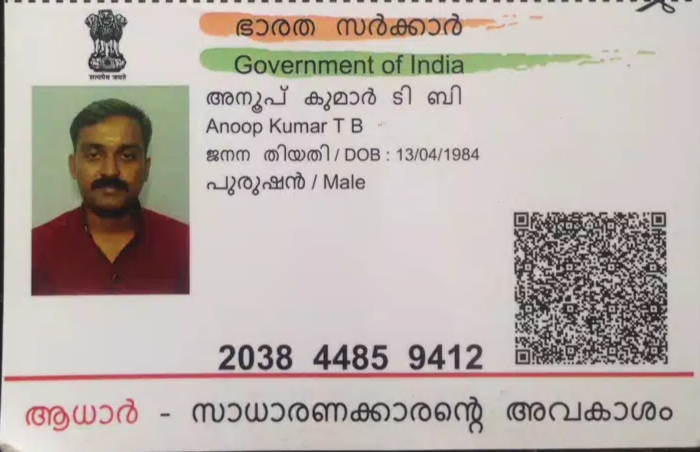 ഭാരത സർക്കാർ
Government of India
सत्यमेव जयते
അനൂപ് കുമാർ ടി ബി
Anoop Kumar T B
ജനന തിയതി / DOB : 13/04/1984
പുരുഷൻ / Male
2038 4485 9412
ആധാർ - സാധാരണക്കാരന്റെ അവകാശം